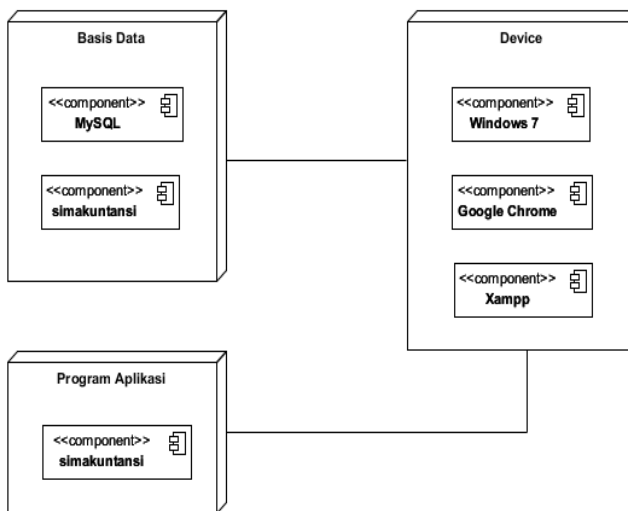 Basis Data
<<component>>
MySQL
<<component>>
simakuntansi
Device
<<component>>
Windows 7
<<component>>
Google Chrome
<<component>>
Xampp
Program Aplikasi
<<component>>
simakuntansi